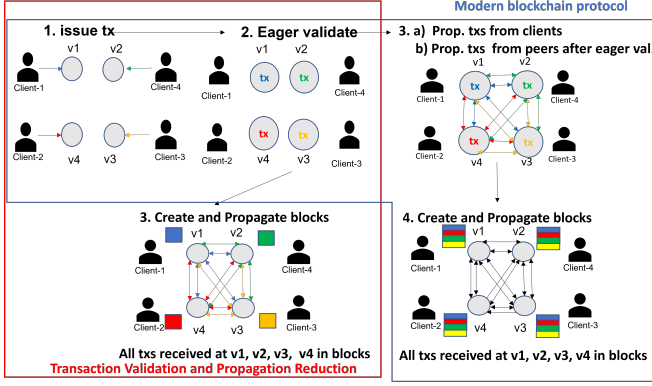 Modern blockchain protocol
1. issue tx
2. Eager validate
3. a) Prop. txs from clients
b) Prop. txs from peers after eager val.
v1
v2
v1
v2
v1
v2
Client-1
Client-4
Client-1
tx
tx
Client-4
Client-1
tx
tx
Client-4
Client-2
Client-3
Client-2
tx
tx
Client-3
Client-2
tx
tx
Client-3
v4
v3
v4
v3
v4
v3
3. Create and Propagate blocks
4. Create and Propagate blocks
v1
v2
v1
v2
Client-1
Client-4
Client-1
Client-4
Client-2
v4
v3
Client-3
Client-2
v4
v3
Client-3
All txs received at v1, v2, v3, v4 in blocks
All txs received at v1, v2, v3, v4 in blocks
Transaction Validation and Propagation Reduction